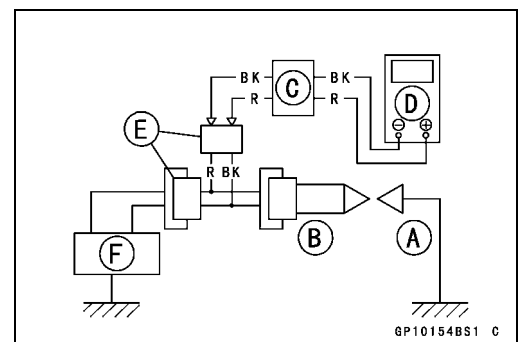 BK BK
R C R
D
E
⊖ ⊕
R BK
B A
F
GP10154BS1 C